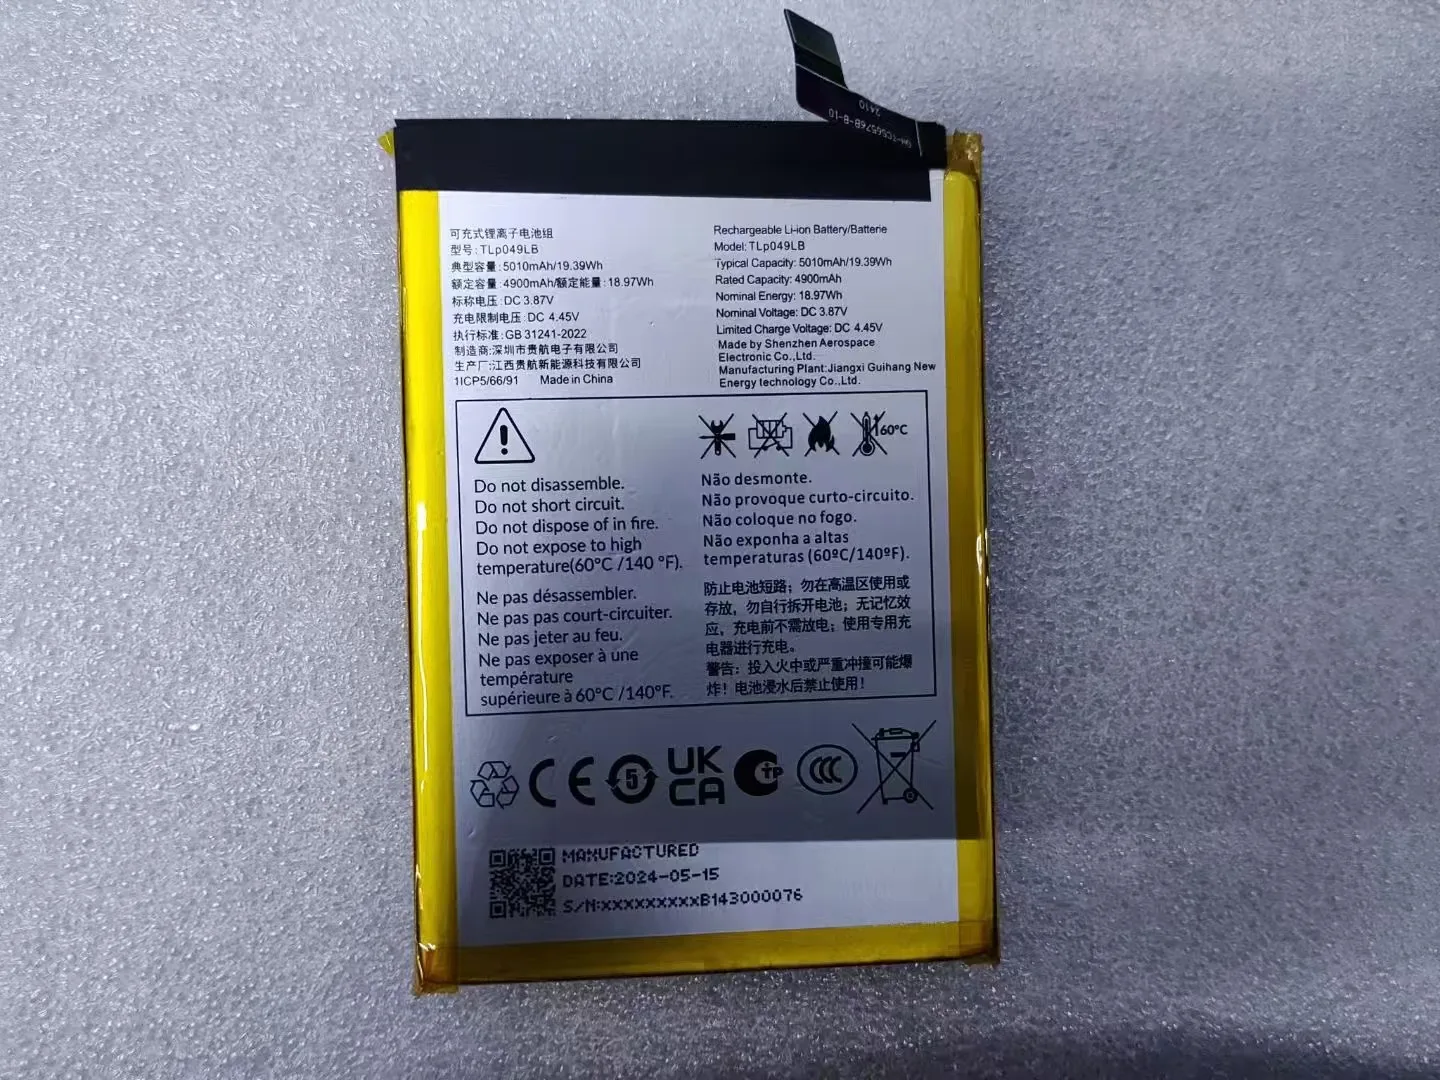 2410
可充式锂离子电池组
型号:TLp049LB
典型容量:5010mAh/19.39Wh
额定容量:4900mAh/额定能量:18.97Wh
标称电压:DC 3.87V
充电限制电压:DC 4.45V
执行标准:GB 31241-2022
制造商:深圳市贵航电子有限公司
生产厂:江西贵航新能源科技有限公司
1ICP5/66/91 Made in China
Rechargeable Li-ion Battery/Batterie
Model: TLp049LB
Typical Capacity: 5010mAh/19.39Wh
Rated Capacity: 4900mAh
Nominal Energy: 18.97Wh
Nominal Voltage: DC 3.87V
Limited Charge Voltage: DC 4.45V
Made by Shenzhen Aerospace
Electronic Co.,Ltd.
Manufacturing Plant:Jiangxi Guihang New
Energy technology Co.,Ltd.
60°C
Do not disassemble.
Do not short circuit.
Do not dispose of in fire.
Do not expose to high
temperature(60°C /140 °F).
Ne pas désassembler.
Ne pas pas court-circuiter.
Ne pas jeter au feu.
Ne pas exposer à une
température
supérieure à 60°C /140°F.
Não desmonte.
Não provoque curto-circuito.
Não coloque no fogo.
Não exponha a altas
temperaturas (60ºC/140ºF).
防止电池短路；勿在高温区使用或
存放，勿自行拆开电池；无记忆效
应，充电前不需放电；使用专用充
电器进行充电。
警告：投入火中或严重冲撞可能爆
炸！电池浸水后禁止使用！
CE 5 UK CA TP CCC
MANUFACTURED
DATE:2024-05-15
S/N:xxxxxxxxxB143000076